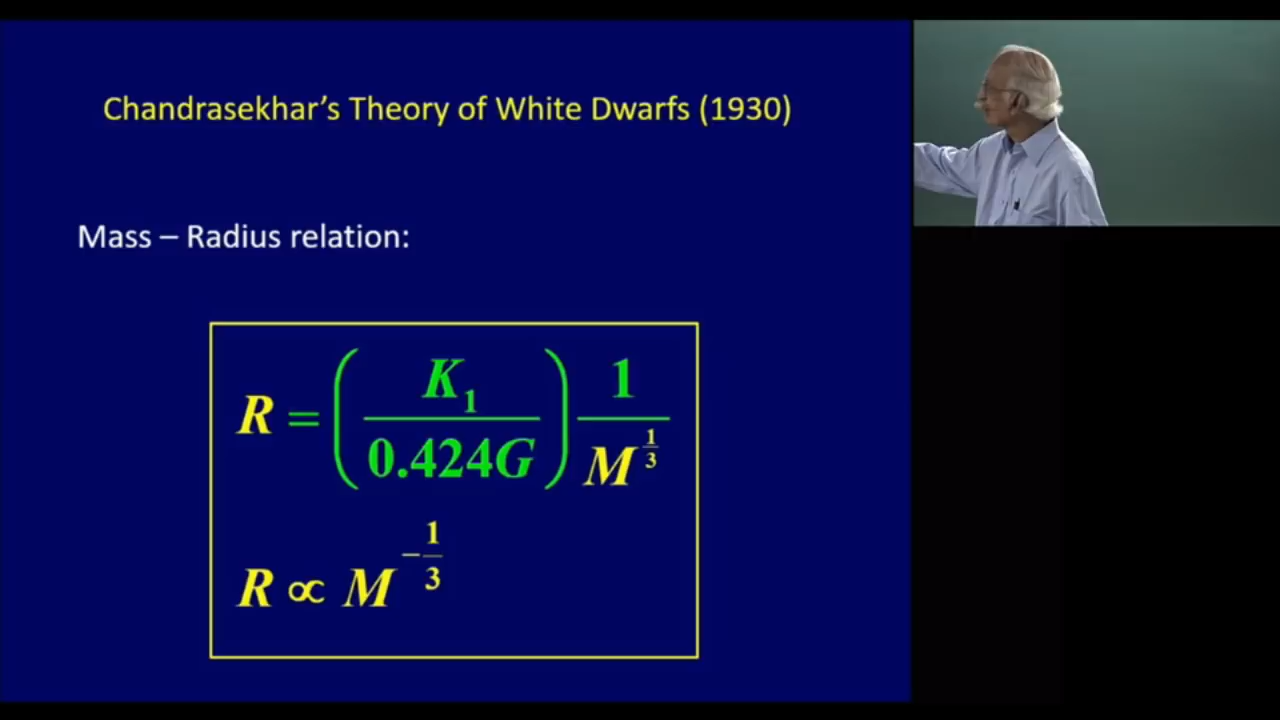 Chandrasekhar's Theory of White Dwarfs (1930)
Mass – Radius relation:
R = (K₁ / 0.424G) 1 / M^(1/3)
R ∝ M^(-1/3)